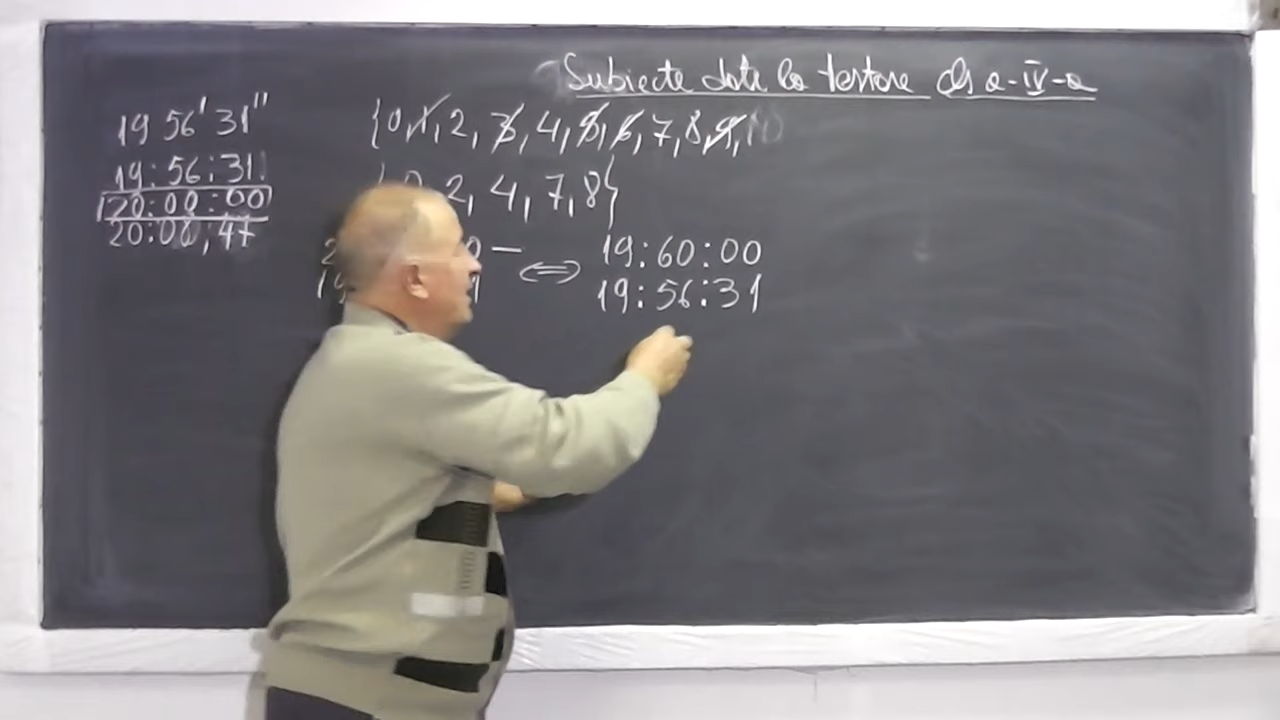 Subiecte date la testare cls a-IV-a
19 56' 31"
19:56:31
20:00:00
20:00:47
{0, 1, 2, 3, 4, 5, 6, 7, 8, 9, 10
2, 4, 7, 8}
— ⇔ 19:60:00
19:56:31